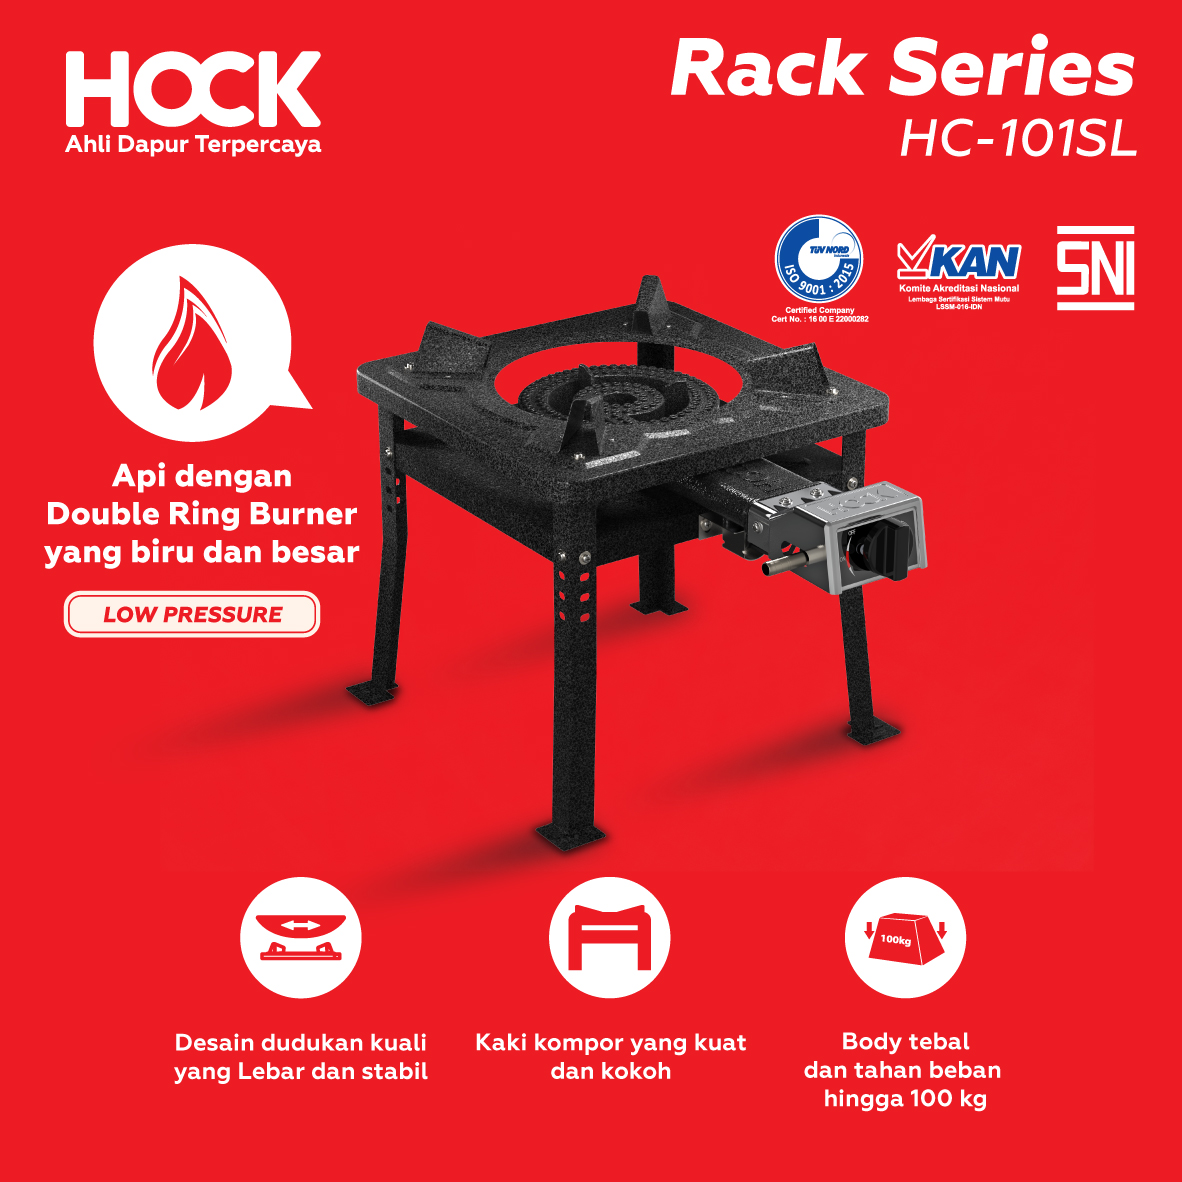 HOCK
Ahli Dapur Terpercaya
Rack Series
HC-101SL
TÜV NORD
Indonesia
ISO 9001 : 2015
Certified Company
Cert No. : 16 00 E 22000282
KAN
Komite Akreditasi Nasional
Lembaga Sertifikasi Sistem Mutu
LSSM-016-IDN
SNI
Api dengan
Double Ring Burner
yang biru dan besar
LOW PRESSURE
HOCK
100kg
Desain dudukan kuali
yang Lebar dan stabil
Kaki kompor yang kuat
dan kokoh
Body tebal
dan tahan beban
hingga 100 kg